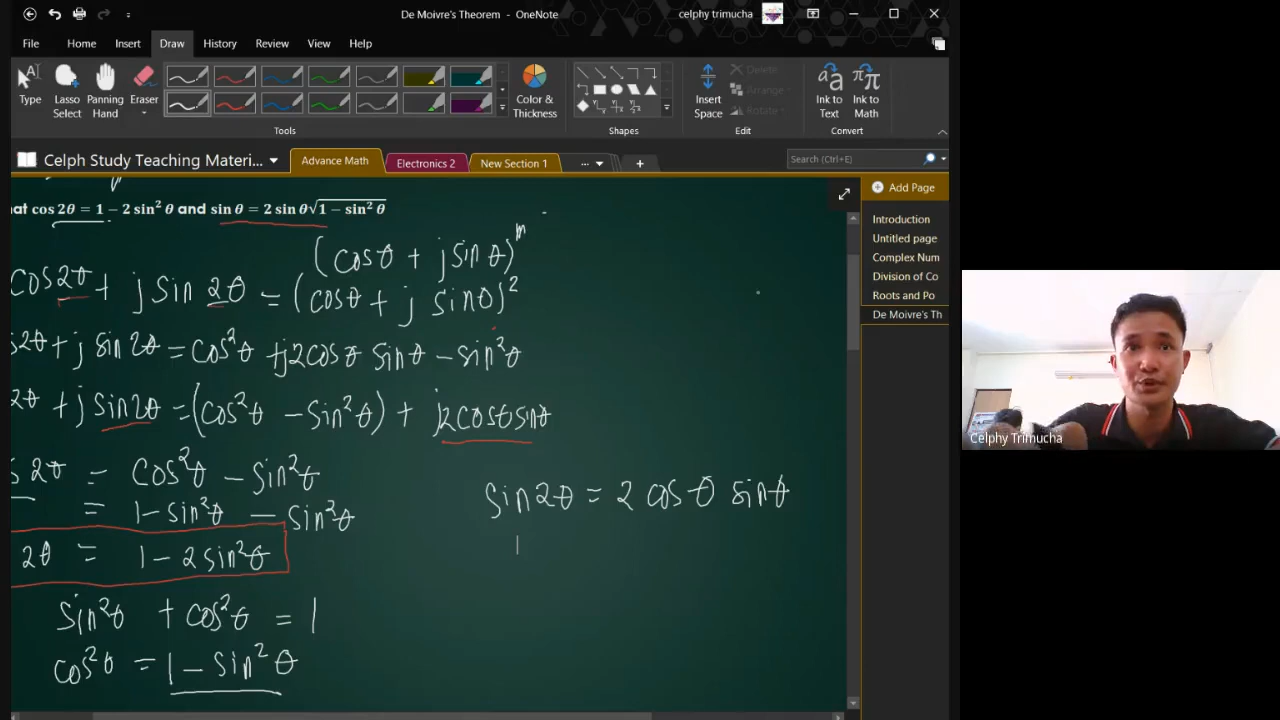 De Moivre's Theorem - OneNote
celphy trimucha
File Home Insert Draw History Review View Help
Type
Lasso Select
Panning Hand
Eraser
Color & Thickness
Insert Space
Delete
Arrange
Rotate
Ink to Text
Ink to Math
Tools
Shapes
Edit
Convert
Celph Study Teaching Materi...
Advance Math
Electronics 2
New Section 1
...
+
Search (Ctrl+E)
Add Page
Introduction
Untitled page
Complex Num
Division of Co
Roots and Po
De Moivre's Th
at cos 2θ = 1 − 2 sin² θ and sin θ = 2 sin θ√1 − sin² θ
(cosθ + j sin θ)ᵐ
cos2θ + j sin 2θ = (cosθ + j sinθ)²
s2θ + j sin 2θ = cos²θ + j2cosθ sinθ − sin²θ
2θ + j sin2θ = (cos²θ − sin²θ) + j2cosθsinθ
s 2θ = cos²θ − sin²θ
= 1 − sin²θ − sin²θ
2θ = 1 − 2 sin²θ
sin²θ + cos²θ = 1
cos²θ = 1 − sin²θ
sin2θ = 2 cosθ sinθ
Celphy Trimucha